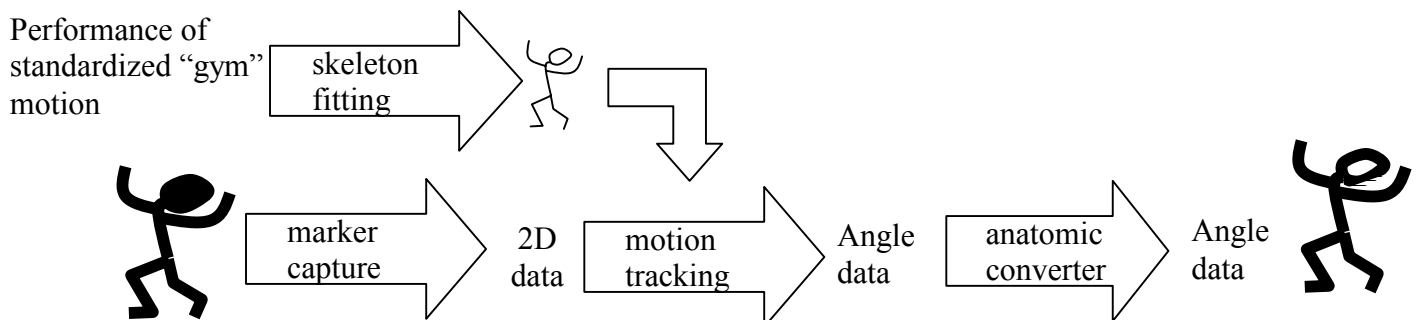 Performance of
standardized “gym”
motion
skeleton
fitting
marker
capture
2D
data
motion
tracking
Angle
data
anatomic
converter
Angle
data